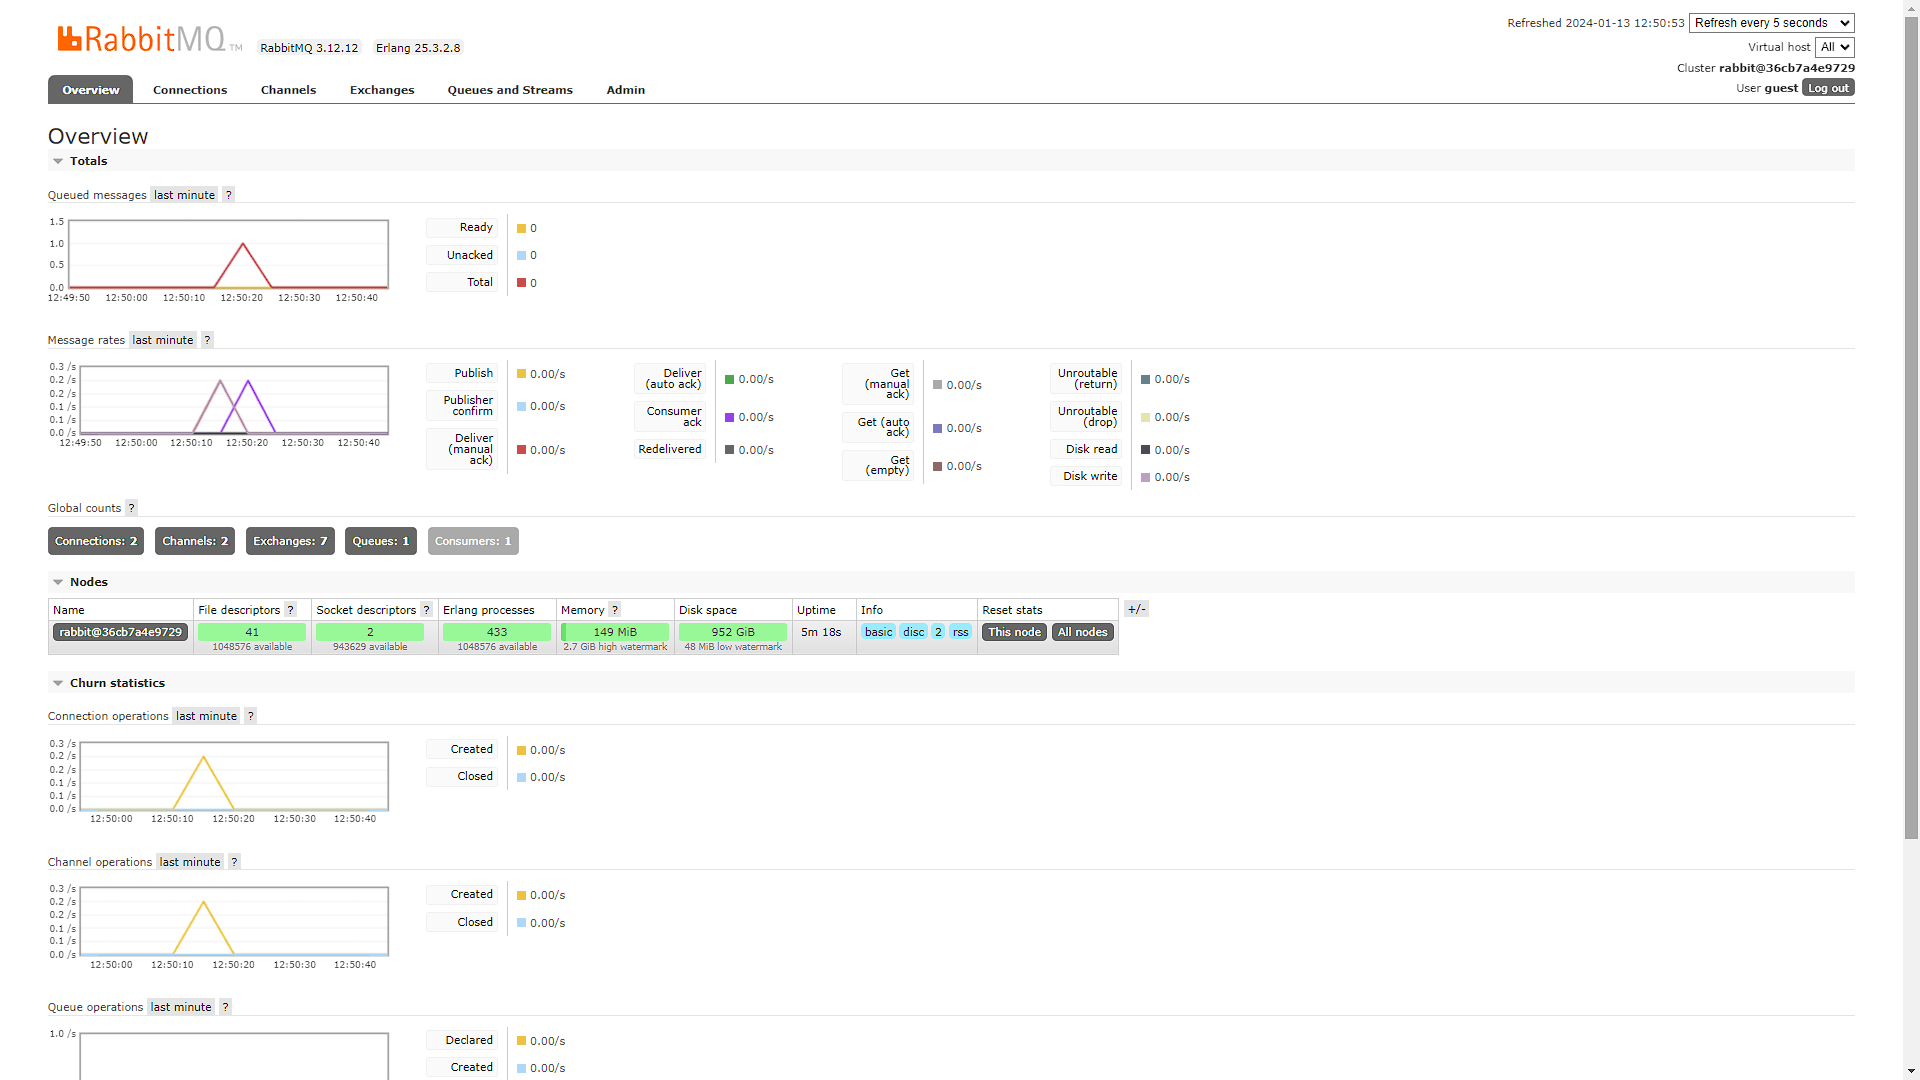 RabbitMQ TM RabbitMQ 3.12.12 Erlang 25.3.2.8
Refreshed 2024-01-13 12:50:53 Refresh every 5 seconds
Virtual host All
Cluster rabbit@36cb7a4e9729
User guest Log out
Overview Connections Channels Exchanges Queues and Streams Admin
Overview
Totals
Queued messages last minute ?
1.5
1.0
0.5
0.0
12:49:50 12:50:00 12:50:10 12:50:20 12:50:30 12:50:40
Ready 0
Unacked 0
Total 0
Message rates last minute ?
0.3 /s
0.2 /s
0.2 /s
0.1 /s
0.1 /s
0.0 /s
12:49:50 12:50:00 12:50:10 12:50:20 12:50:30 12:50:40
Publish 0.00/s
Publisher
confirm 0.00/s
Deliver
(manual
ack) 0.00/s
Deliver
(auto ack) 0.00/s
Consumer
ack 0.00/s
Redelivered 0.00/s
Get
(manual
ack) 0.00/s
Get (auto
ack) 0.00/s
Get
(empty) 0.00/s
Unroutable
(return) 0.00/s
Unroutable
(drop) 0.00/s
Disk read 0.00/s
Disk write 0.00/s
Global counts ?
Connections: 2 Channels: 2 Exchanges: 7 Queues: 1 Consumers: 1
Nodes
Name File descriptors ? Socket descriptors ? Erlang processes Memory ? Disk space Uptime Info Reset stats +/-
rabbit@36cb7a4e9729 41 2 433 149 MiB 952 GiB 5m 18s basic disc 2 rss This node All nodes
1048576 available 943629 available 1048576 available 2.7 GiB high watermark 48 MiB low watermark
Churn statistics
Connection operations last minute ?
0.3 /s
0.2 /s
0.2 /s
0.1 /s
0.1 /s
0.0 /s
12:50:00 12:50:10 12:50:20 12:50:30 12:50:40
Created 0.00/s
Closed 0.00/s
Channel operations last minute ?
0.3 /s
0.2 /s
0.2 /s
0.1 /s
0.1 /s
0.0 /s
12:50:00 12:50:10 12:50:20 12:50:30 12:50:40
Created 0.00/s
Closed 0.00/s
Queue operations last minute ?
1.0 /s
Declared 0.00/s
Created 0.00/s